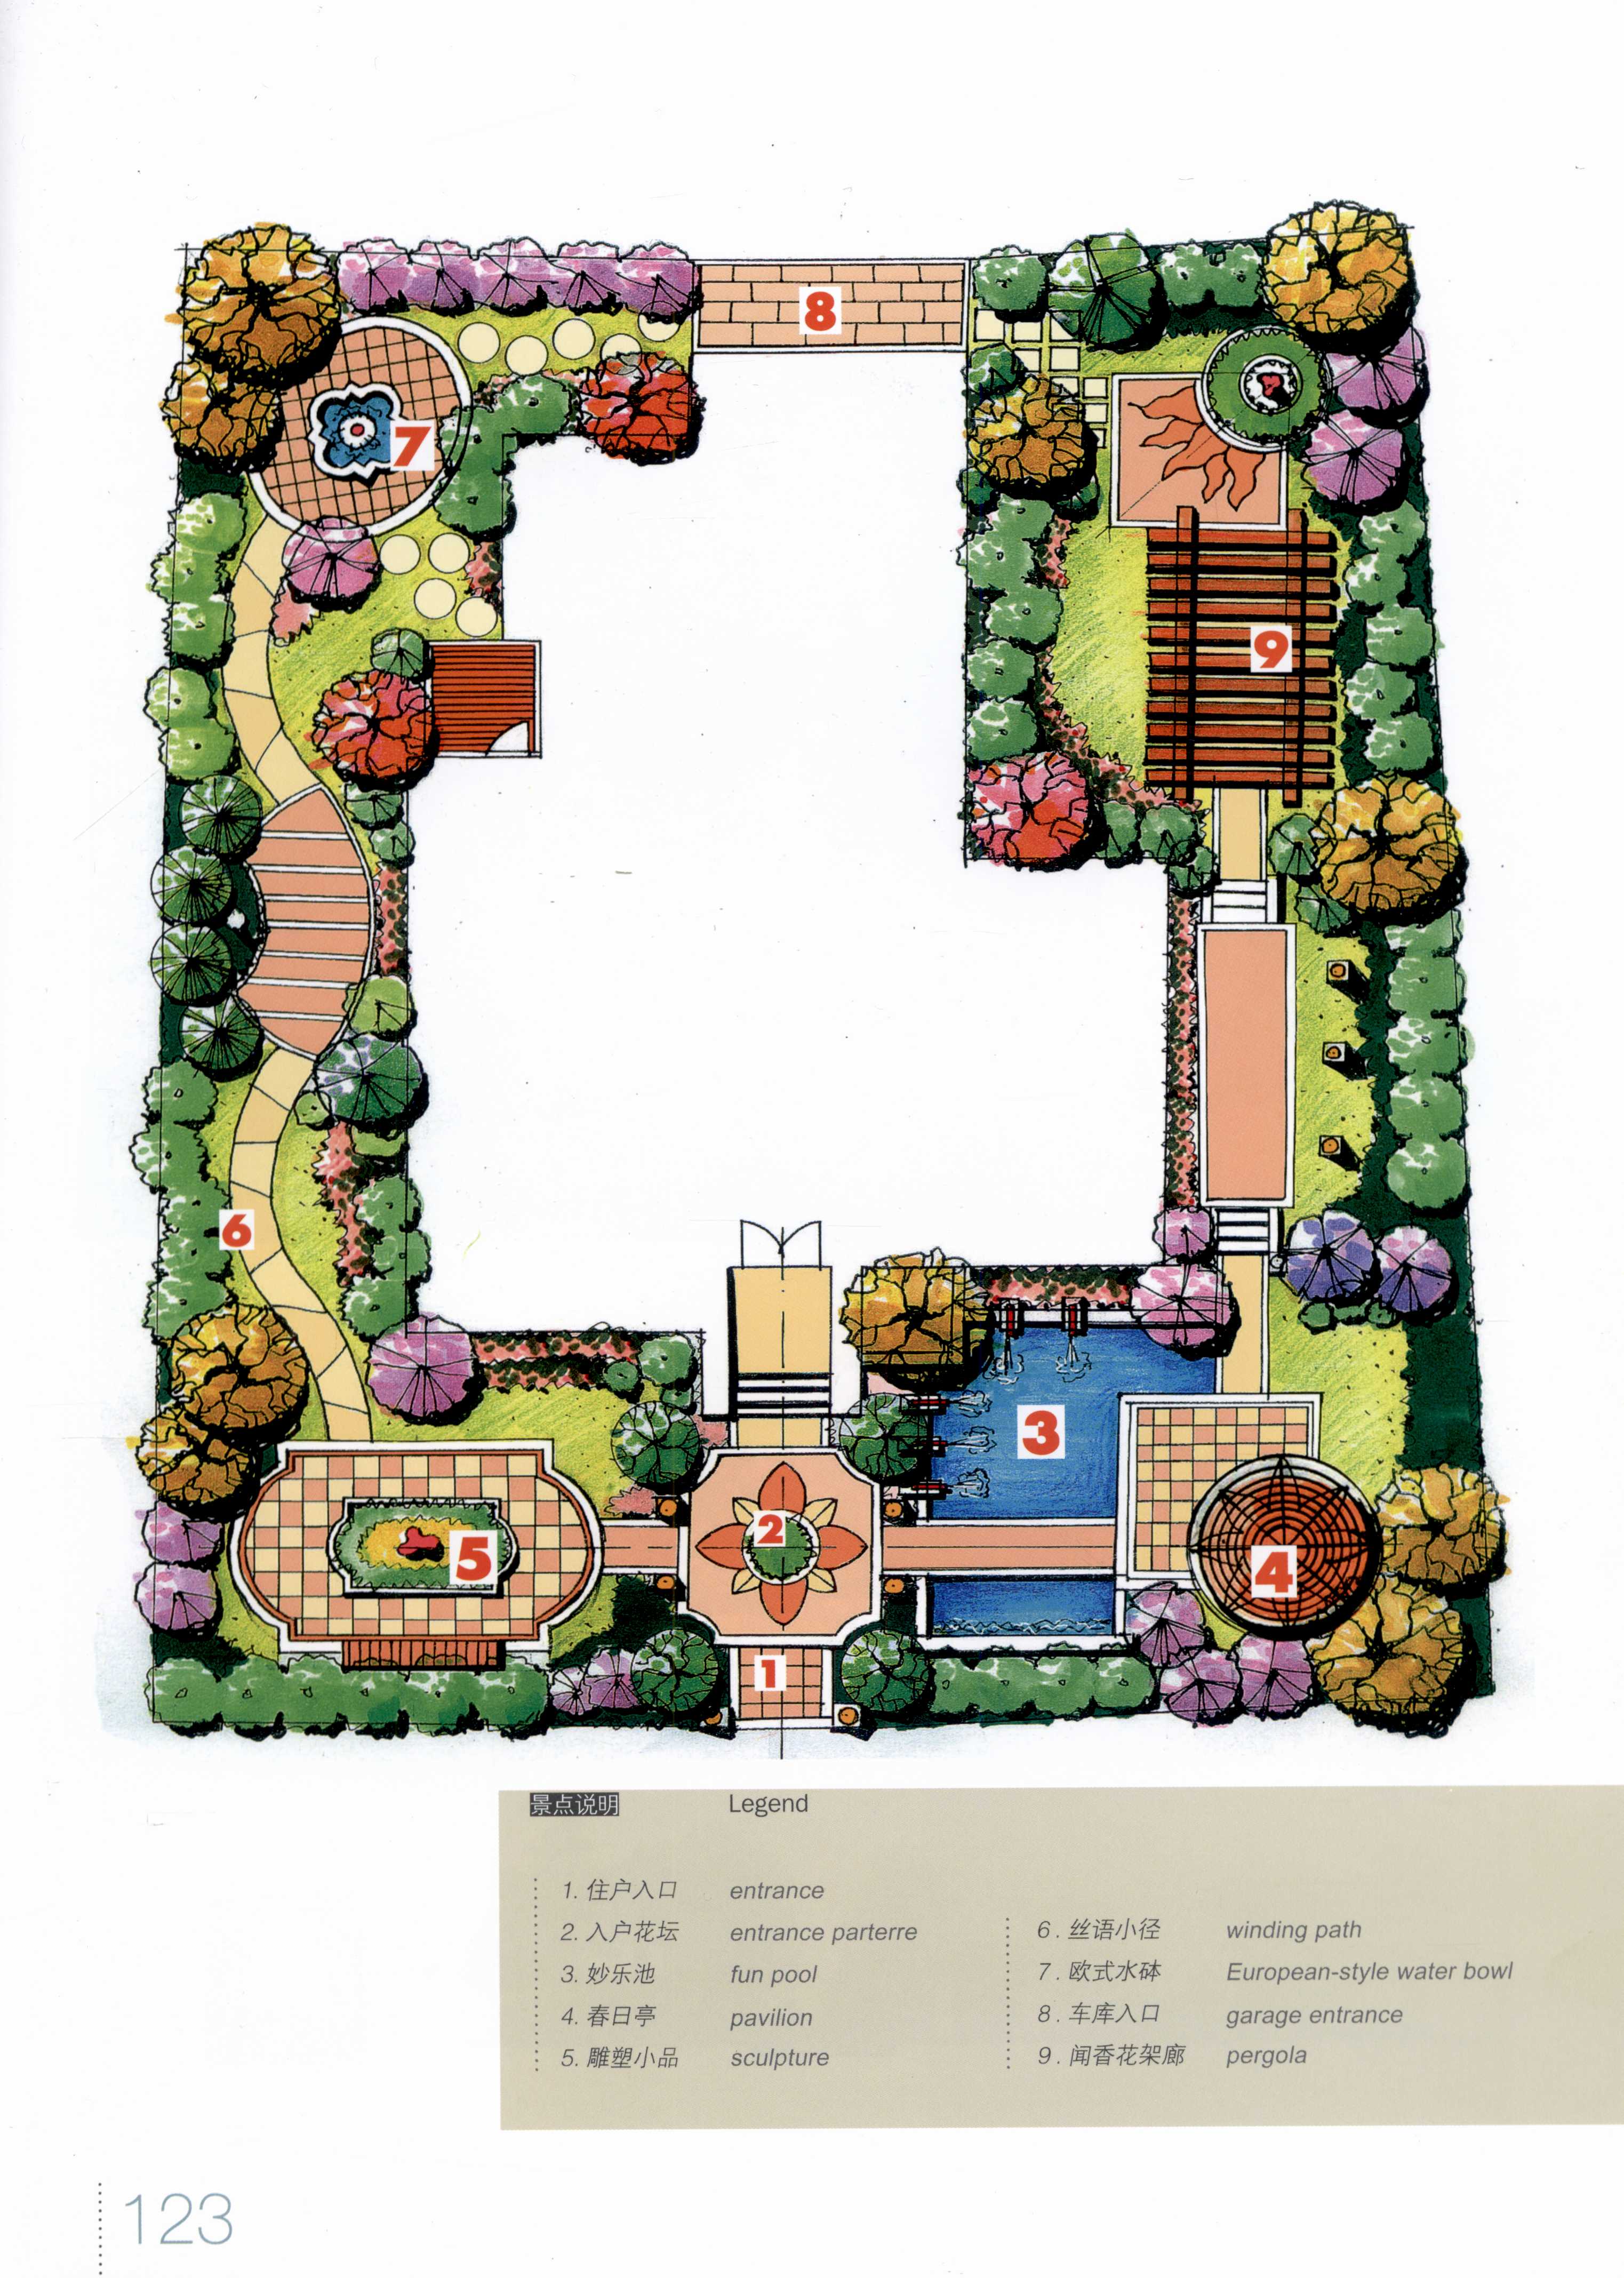 8
7
9
6
3
2
5
4
1
景点说明 Legend
1. 住户入口 entrance
2. 入户花坛 entrance parterre
3. 妙乐池 fun pool
4. 春日亭 pavilion
5. 雕塑小品 sculpture
6. 丝语小径 winding path
7. 欧式水砵 European-style water bowl
8. 车库入口 garage entrance
9. 闻香花架廊 pergola
123